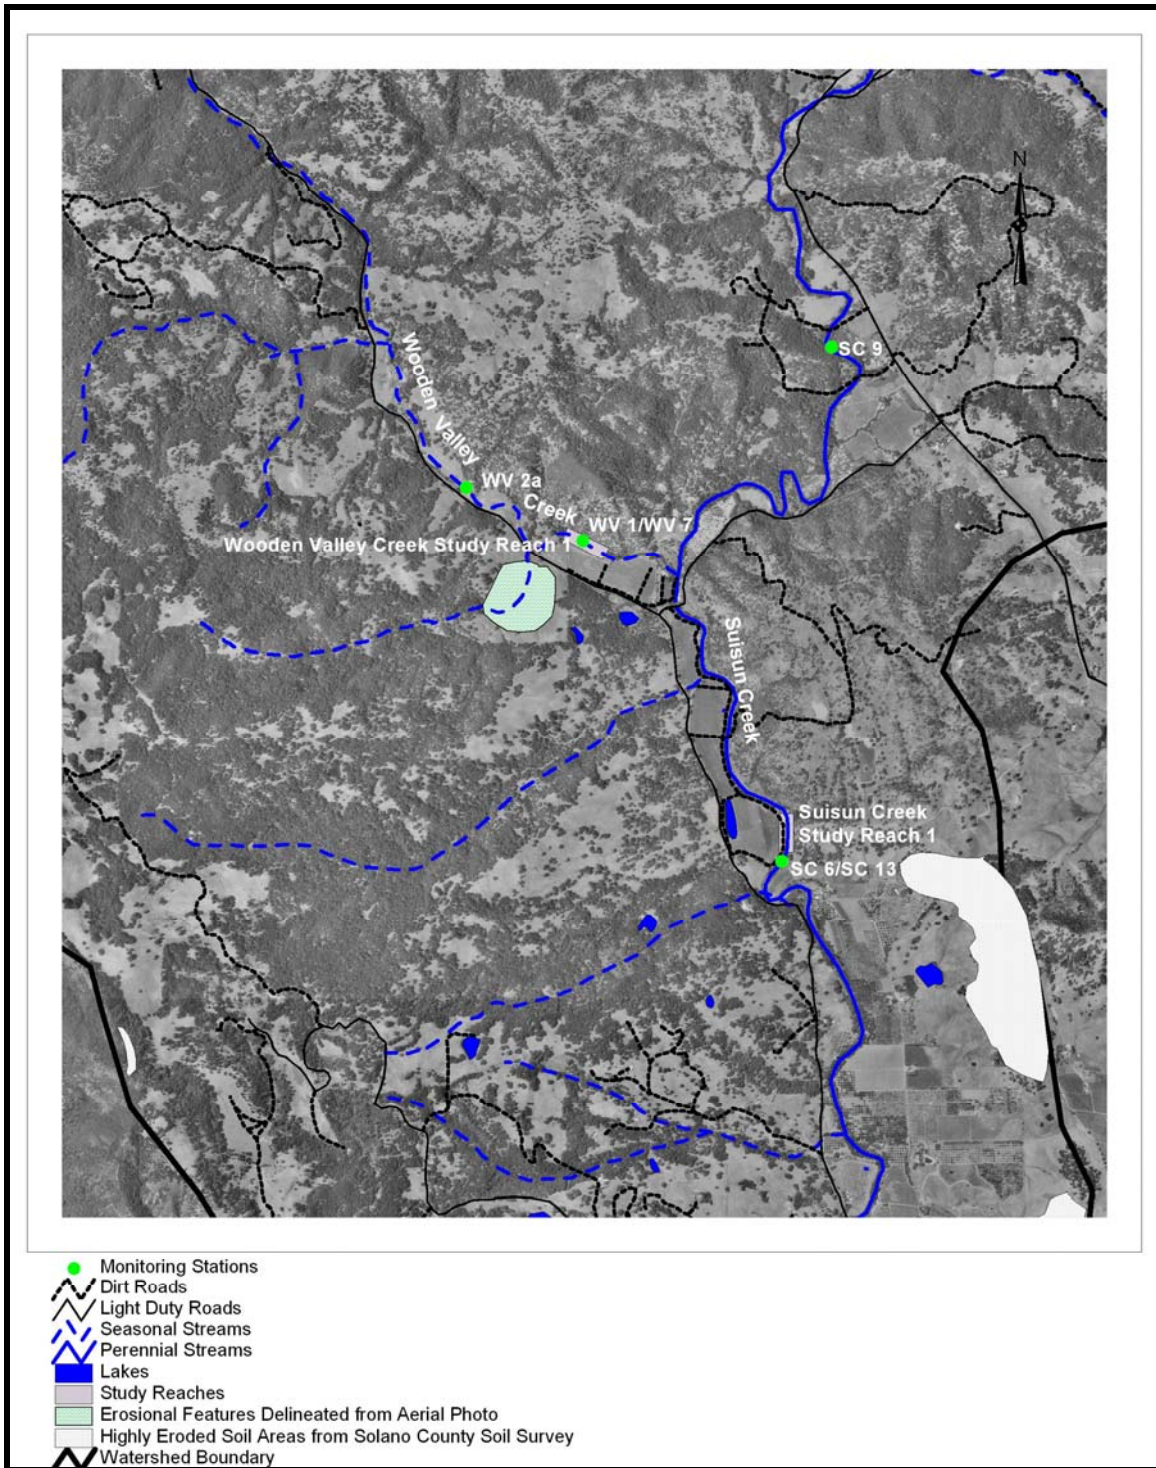 N
SC 9
Wooden Valley
Creek
WV 2a
WV 1/WV 7
Wooden Valley Creek Study Reach 1
Suisun Creek
Suisun Creek
Study Reach 1
SC 6/SC 13
Monitoring Stations
Dirt Roads
Light Duty Roads
Seasonal Streams
Perennial Streams
Lakes
Study Reaches
Erosional Features Delineated from Aerial Photo
Highly Eroded Soil Areas from Solano County Soil Survey
Watershed Boundary